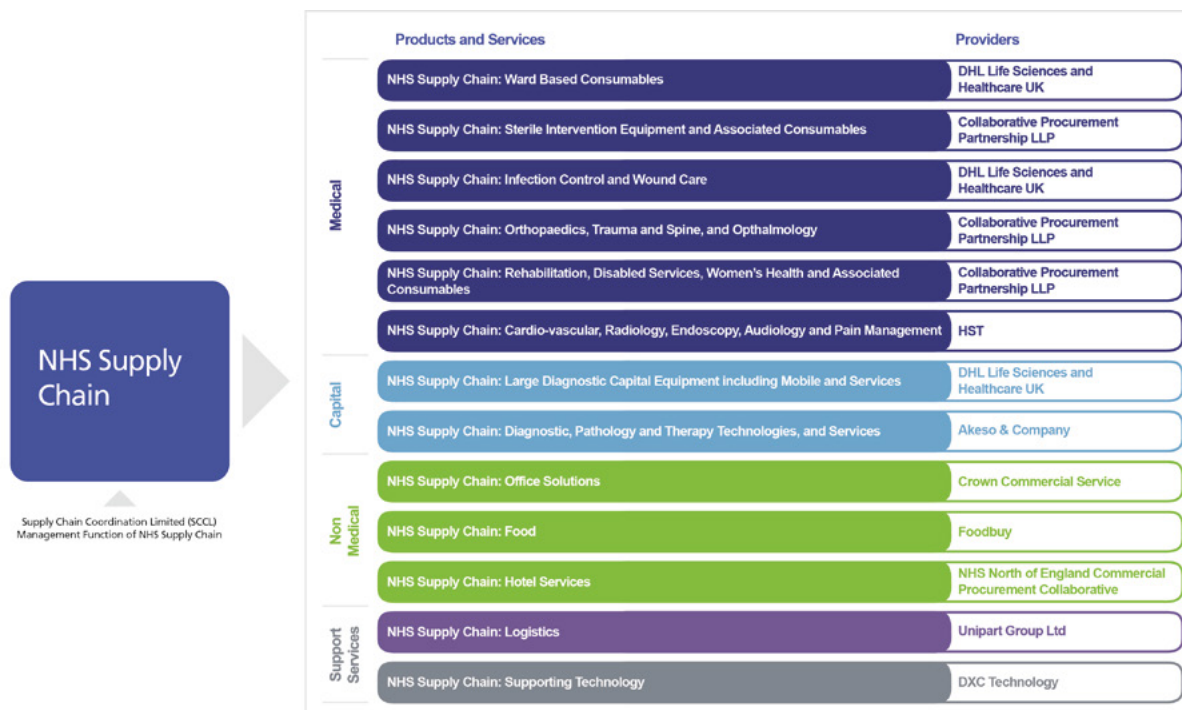 Products and Services
Providers
Medical
NHS Supply Chain: Ward Based Consumables
DHL Life Sciences and
Healthcare UK
NHS Supply Chain: Sterile Intervention Equipment and Associated Consumables
Collaborative Procurement
Partnership LLP
NHS Supply Chain: Infection Control and Wound Care
DHL Life Sciences and
Healthcare UK
NHS Supply Chain: Orthopaedics, Trauma and Spine, and Opthalmology
Collaborative Procurement
Partnership LLP
NHS Supply Chain: Rehabilitation, Disabled Services, Women's Health and Associated
Consumables
Collaborative Procurement
Partnership LLP
NHS Supply Chain: Cardio-vascular, Radiology, Endoscopy, Audiology and Pain Management
HST
Capital
NHS Supply Chain: Large Diagnostic Capital Equipment including Mobile and Services
DHL Life Sciences and
Healthcare UK
NHS Supply Chain: Diagnostic, Pathology and Therapy Technologies, and Services
Akeso & Company
Non
Medical
NHS Supply Chain: Office Solutions
Crown Commercial Service
NHS Supply Chain: Food
Foodbuy
NHS Supply Chain: Hotel Services
NHS North of England Commercial
Procurement Collaborative
Support
Services
NHS Supply Chain: Logistics
Unipart Group Ltd
NHS Supply Chain: Supporting Technology
DXC Technology
NHS Supply
Chain
Supply Chain Coordination Limited (SCCL)
Management Function of NHS Supply Chain